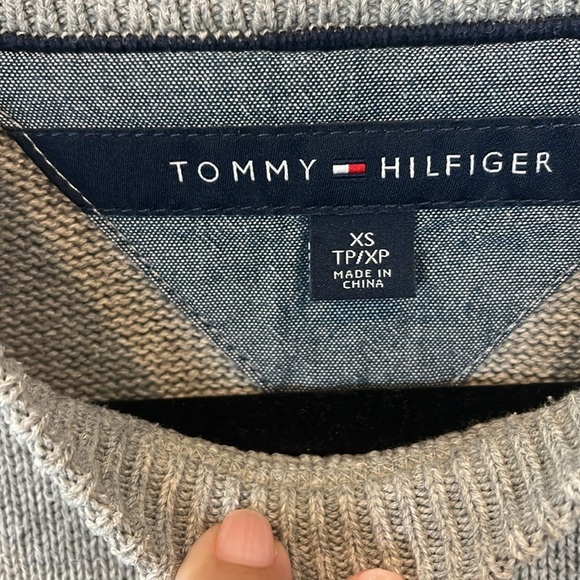 TOMMY HILFIGER
XS
TP/XP
MADE IN
CHINA